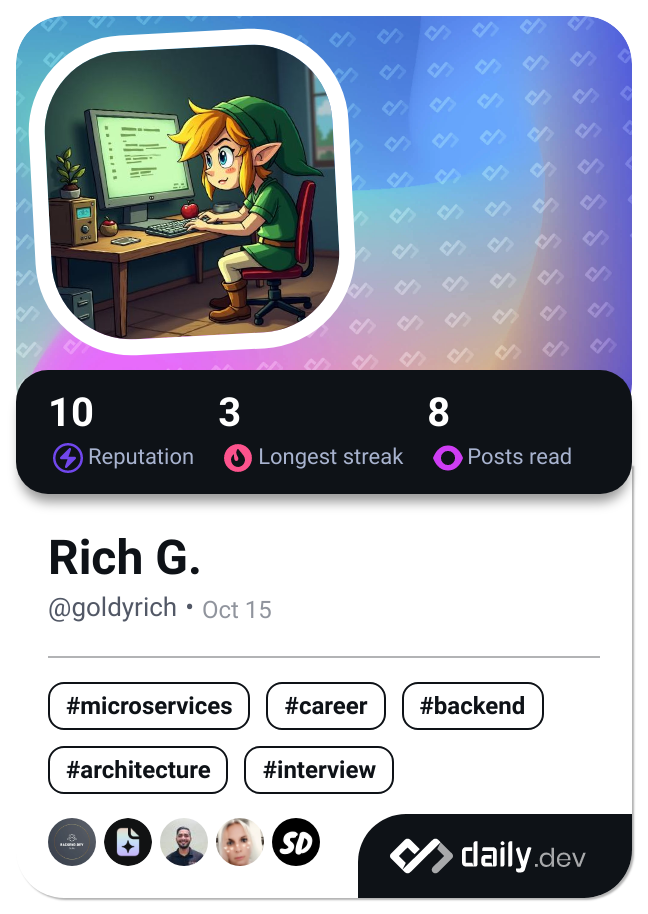 10 3 8
Reputation Longest streak Posts read
Rich G.
@goldyrich • Oct 15
#microservices #career #backend
#architecture #interview
SD
daily.dev